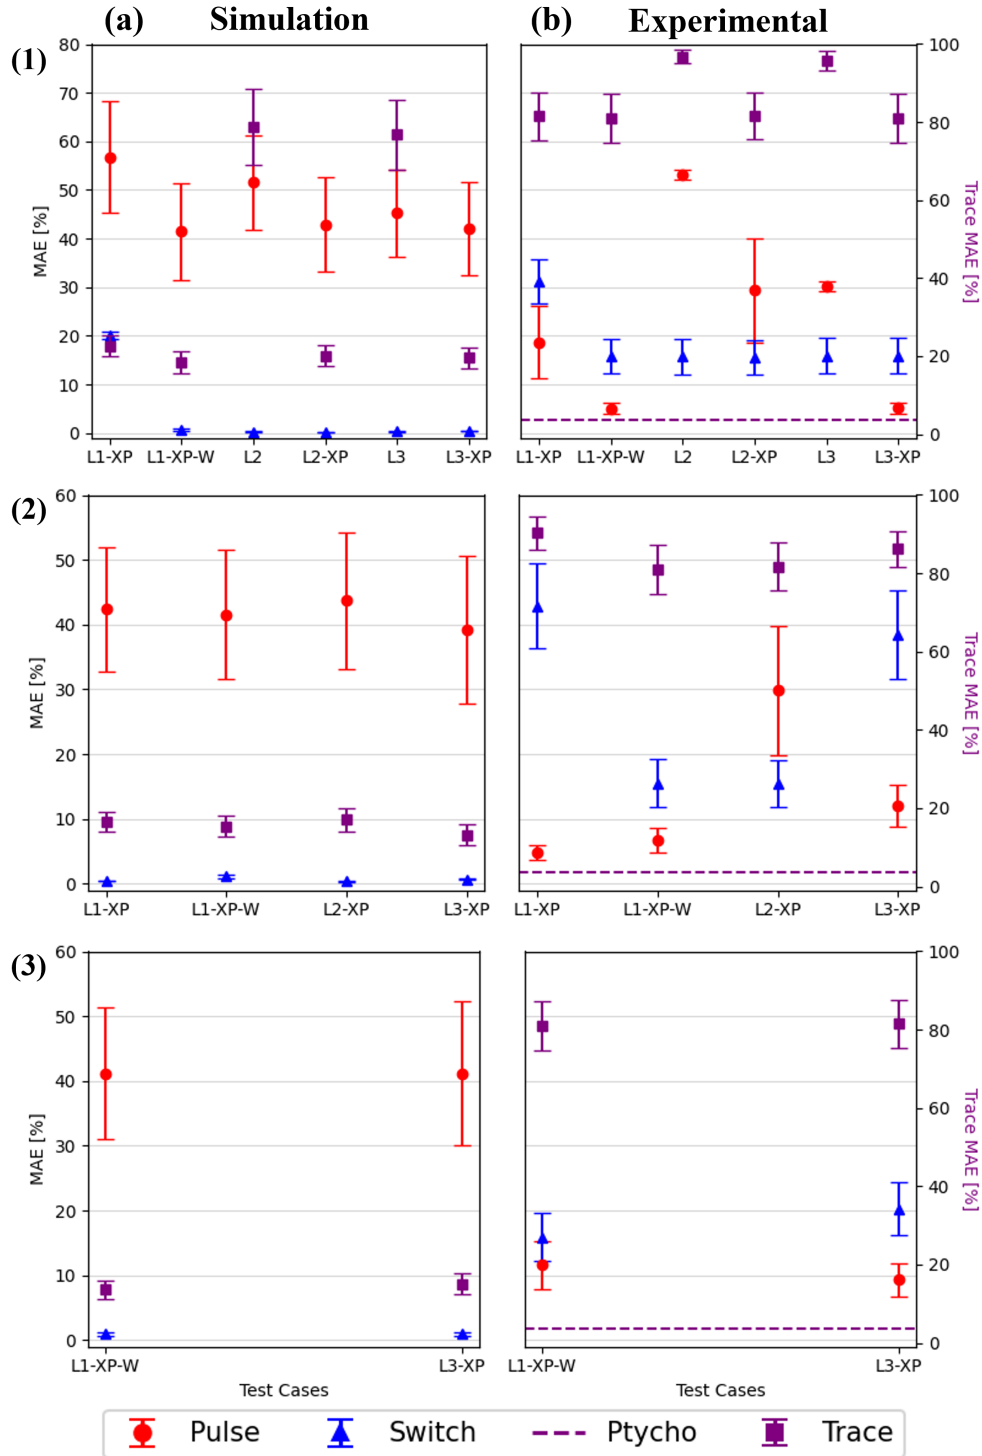 (a) Simulation
(b) Experimental
(1)
80
70
60
50
40
30
20
10
0
MAE [%]
L1-XP L1-XP-W L2 L2-XP L3 L3-XP
100
80
60
40
20
0
Trace MAE [%]
L1-XP L1-XP-W L2 L2-XP L3 L3-XP
(2)
60
50
40
30
20
10
0
MAE [%]
L1-XP L1-XP-W L2-XP L3-XP
100
80
60
40
20
0
Trace MAE [%]
L1-XP L1-XP-W L2-XP L3-XP
(3)
60
50
40
30
20
10
0
MAE [%]
L1-XP-W L3-XP
Test Cases
100
80
60
40
20
0
Trace MAE [%]
L1-XP-W L3-XP
Test Cases
Pulse Switch Ptycho Trace